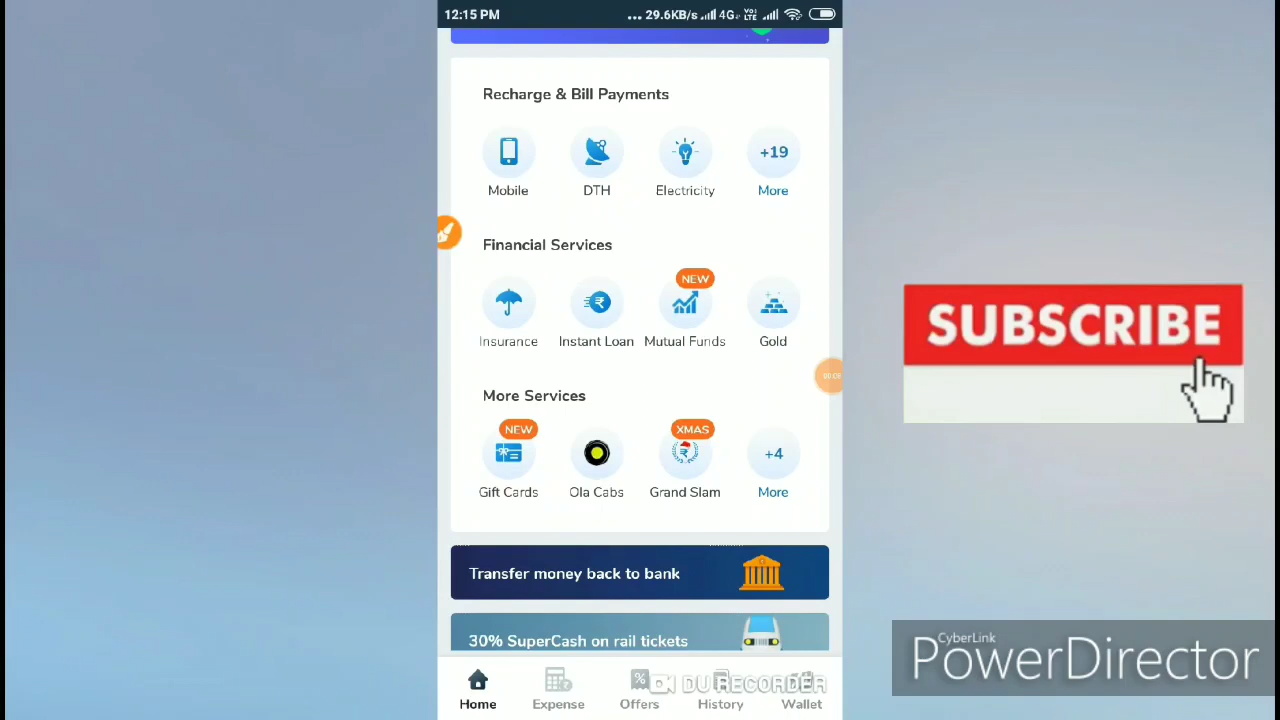 12:15 PM
... 29.6KB/s 4G VO LTE
Recharge & Bill Payments
+19
Mobile DTH Electricity More
Financial Services
NEW
Insurance Instant Loan Mutual Funds Gold
More Services
NEW XMAS
+4
Gift Cards Ola Cabs Grand Slam More
Transfer money back to bank
30% SuperCash on rail tickets
DU RECORDER
Home Expense Offers History Wallet
SUBSCRIBE
CyberLink
PowerDirector